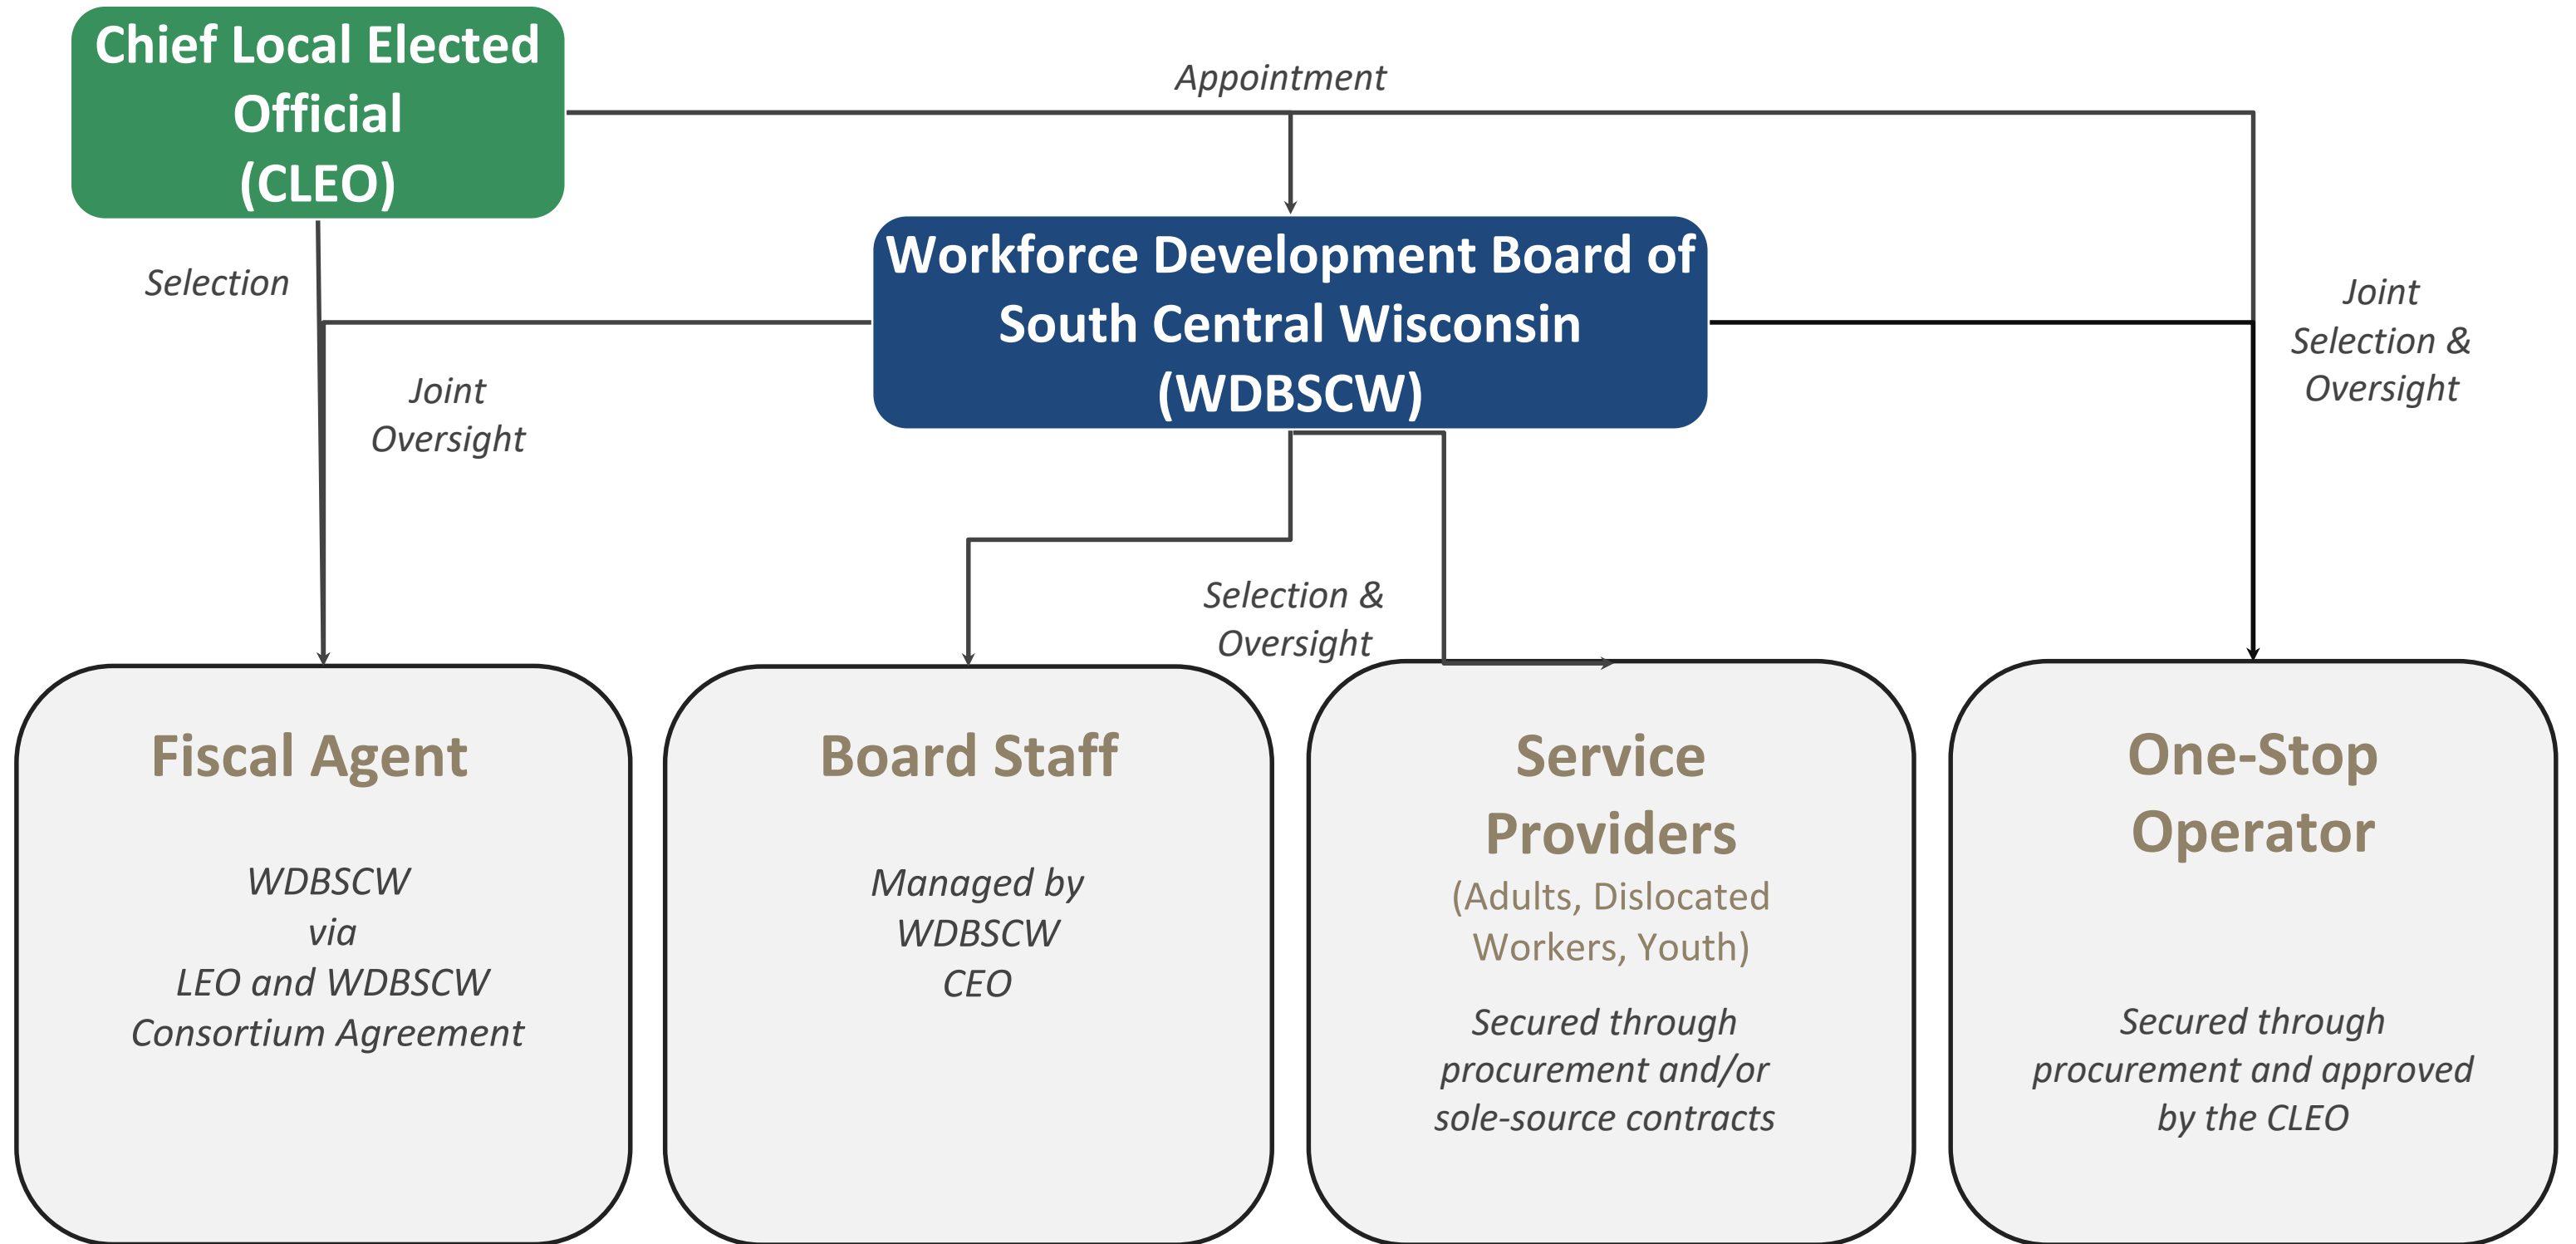 Chief Local Elected
Official
(CLEO)
Appointment
Workforce Development Board of
South Central Wisconsin
(WDBSCW)
Selection
Joint
Oversight
Joint
Selection &
Oversight
Selection &
Oversight
Fiscal Agent
WDBSCW
via
LEO and WDBSCW
Consortium Agreement
Board Staff
Managed by
WDBSCW
CEO
Service
Providers
(Adults, Dislocated
Workers, Youth)
Secured through
procurement and/or
sole-source contracts
One-Stop
Operator
Secured through
procurement and approved
by the CLEO